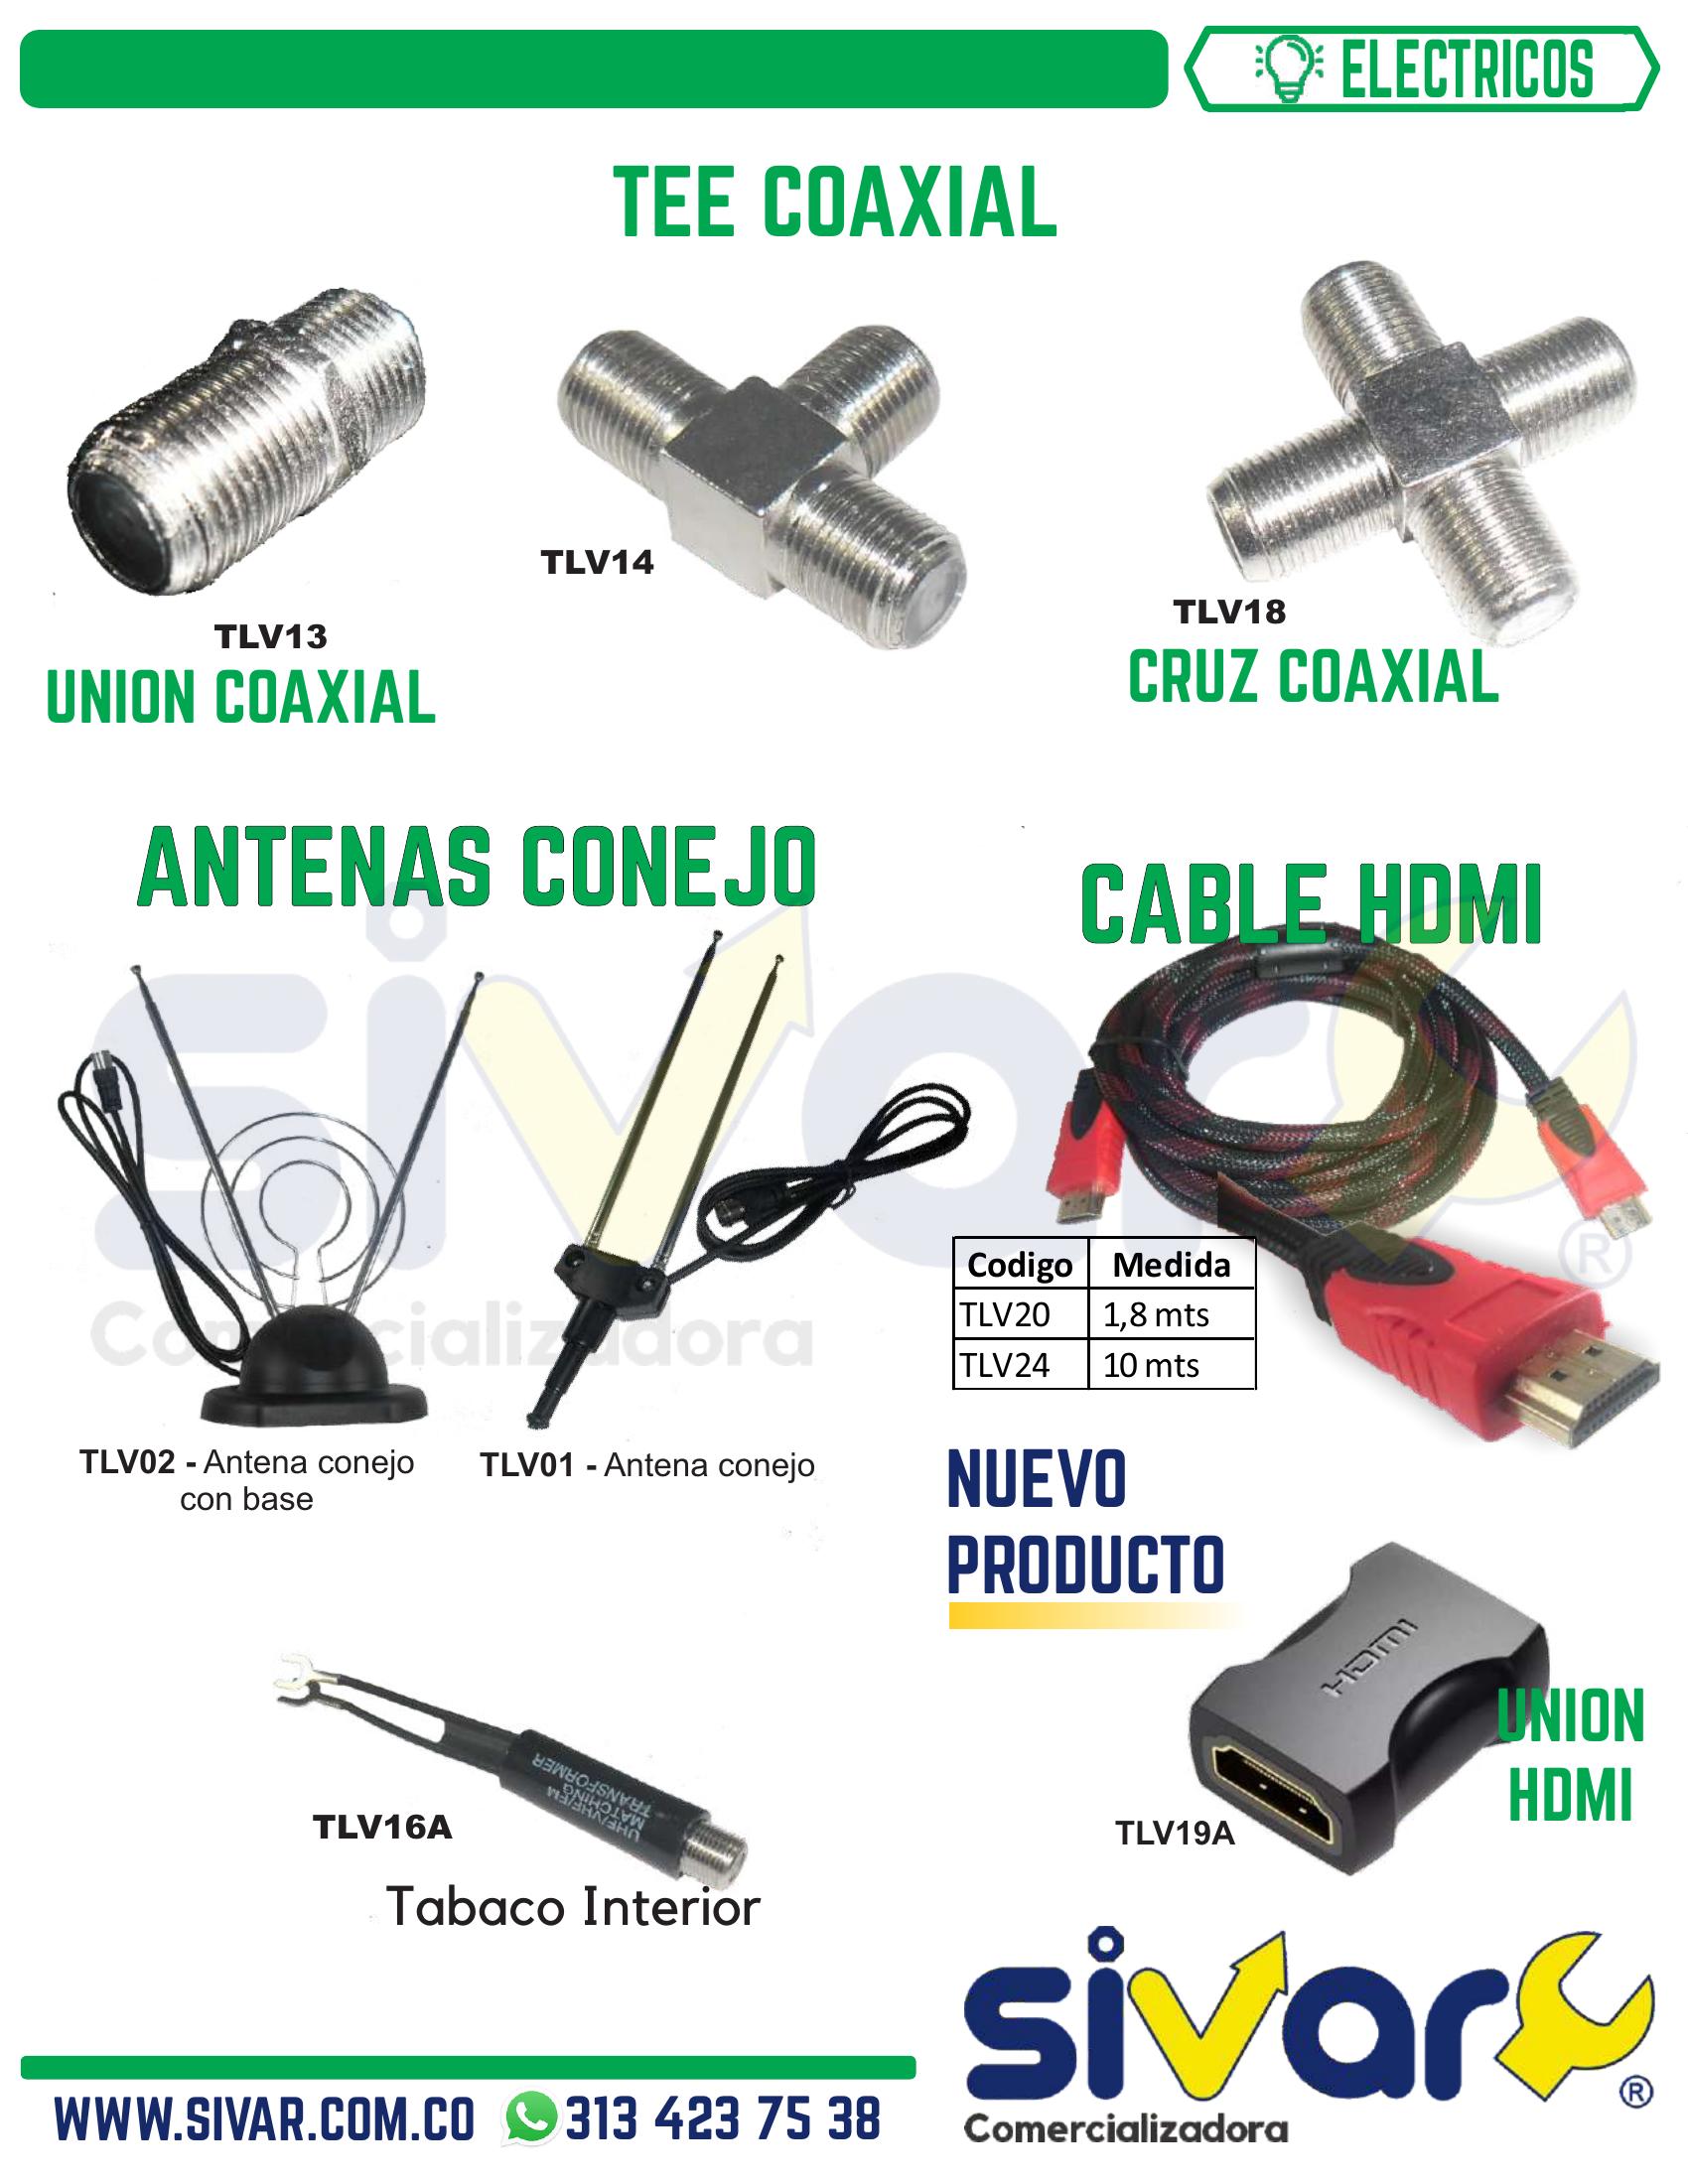 ELECTRICOS
TEE COAXIAL
TLV14
TLV13
UNION COAXIAL
TLV18
CRUZ COAXIAL
ANTENAS CONEJO
CABLE HDMI
Codigo Medida
TLV20 1,8 mts
TLV24 10 mts
TLV02 - Antena conejo
con base
TLV01 - Antena conejo
NUEVO
PRODUCTO
HDMI
UNION
HDMI
TLV19A
UHF/VHF/FM
MATCHING
TRANSFORMER
TLV16A
Tabaco Interior
sivar
®
Comercializadora
WWW.SIVAR.COM.CO 313 423 75 38
sivar
®
Comercializadora